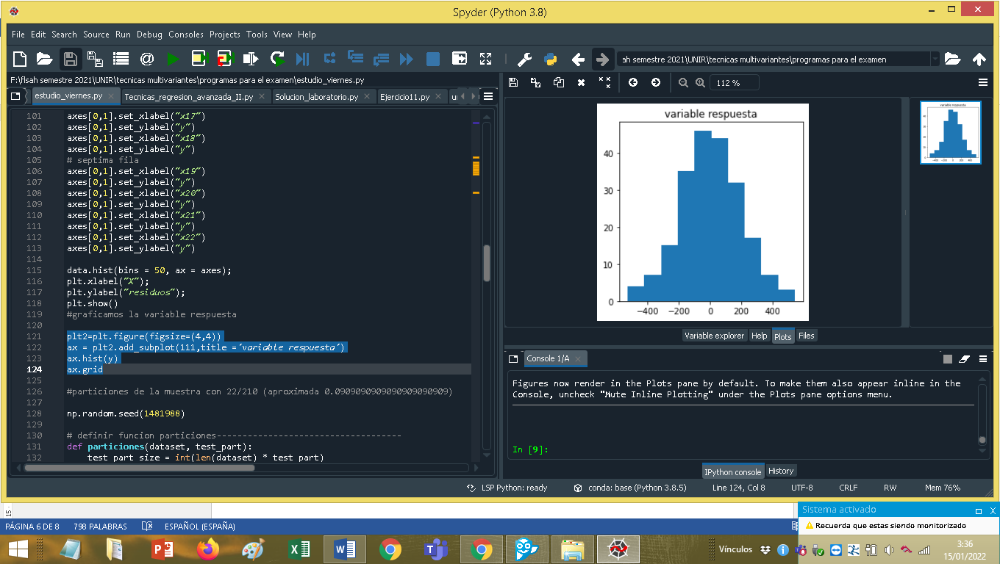 Spyder (Python 3.8)
File Edit Search Source Run Debug Consoles Projects Tools View Help
ah semestre 2021\UNIR\tecnicas multivariantes\programas para el examen
F:\flsah semestre 2021\UNIR\tecnicas multivariantes\programas para el examen\estudio_viernes.py
estudio_viernes.py Tecnicas_regresion_avanzada_II.py Solucion_laboratorio.py Ejercicio11.py
101 axes[0,1].set_xlabel("x17")
102 axes[0,1].set_ylabel("y")
103 axes[0,1].set_xlabel("x18")
104 axes[0,1].set_ylabel("y")
105 # septima fila
106 axes[0,1].set_xlabel("x19")
107 axes[0,1].set_ylabel("y")
108 axes[0,1].set_xlabel("x20")
109 axes[0,1].set_ylabel("y")
110 axes[0,1].set_xlabel("x21")
111 axes[0,1].set_ylabel("y")
112 axes[0,1].set_xlabel("x22")
113 axes[0,1].set_ylabel("y")
114
115 data.hist(bins = 50, ax = axes);
116 plt.xlabel("X");
117 plt.ylabel("residuos");
118 plt.show()
119 #graficamos la variable respuesta
120
121 plt2=plt.figure(figsize=(4,4))
122 ax = plt2.add_subplot(111,title ='variable respuesta')
123 ax.hist(y)
124 ax.grid
125
126 #particiones de la muestra con 22/210 (aproximada 0.0909090909090909090909)
127
128 np.random.seed(1481988)
129
130 # definir funcion particiones------------------------------------
131 def particiones(dataset, test_part):
132 test_part_size = int(len(dataset) * test_part)
112 %
variable respuesta
40
30
20
10
0
−400 −200 0 200 400
variable respuesta
Variable explorer Help Plots Files
Console 1/A
Figures now render in the Plots pane by default. To make them also appear inline in the
Console, uncheck "Mute Inline Plotting" under the Plots pane options menu.
In [9]:
IPython console History
LSP Python: ready conda: base (Python 3.8.5) Line 124, Col 8 UTF-8 CRLF RW Mem 76%
15
Sistema activado
Recuerda que estas siendo monitorizado
PÁGINA 6 DE 8 798 PALABRAS ESPAÑOL (ESPAÑA)
Vínculos
3:36
15/01/2022